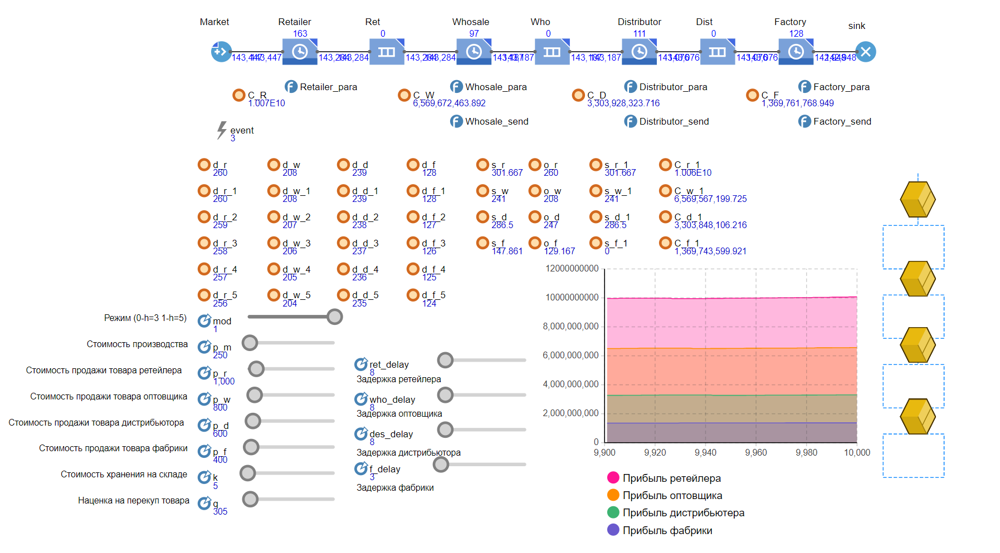 Market
Retailer
Ret
Whosale
Who
Distributor
Dist
Factory
sink
163
0
97
0
111
0
128
143,447
143,447
143,284
143,284
143,284
143,284
143,187
143,187
143,187
143,187
143,076
143,076
143,076
143,076
142,948
142,948
Retailer_para
Whosale_para
Distributor_para
Factory_para
C_R
1.007E10
C_W
6,569,672,463.892
C_D
3,303,928,323.716
C_F
1,369,761,768.949
Whosale_send
Distributor_send
Factory_send
event
3
d_r
260
d_w
208
d_d
239
d_f
128
s_r
301.667
o_r
260
s_r_1
301.667
C_r_1
1.006E10
d_r_1
260
d_w_1
208
d_d_1
239
d_f_1
128
s_w
241
o_w
208
s_w_1
241
C_w_1
6,569,567,199.725
d_r_2
259
d_w_2
207
d_d_2
238
d_f_2
127
s_d
286.5
o_d
247
s_d_1
286.5
C_d_1
3,303,848,106.216
d_r_3
258
d_w_3
206
d_d_3
237
d_f_3
126
s_f
147.861
o_f
129.167
s_f_1
0
C_f_1
1,369,743,599.921
d_r_4
257
d_w_4
205
d_d_4
236
d_f_4
125
d_r_5
256
d_w_5
204
d_d_5
235
d_f_5
124
Режим (0-h=3 1-h=5)
mod
1
Стоимость производства
p_m
250
Стоимость продажи товара ретейлера
p_r
1,000
Стоимость продажи товара оптовщика
p_w
800
Стоимость продажи товара дистрибьютора
p_d
600
Стоимость продажи товара фабрики
p_f
400
Стоимость хранения на складе
k
5
Наценка на перекуп товара
q
305
ret_delay
8
Задержка ретейлера
who_delay
8
Задержка оптовщика
des_delay
8
Задержка дистрибьютора
f_delay
3
Задержка фабрики
12000000000
10000000000
8,000,000,000
6,000,000,000
4,000,000,000
2,000,000,000
0
9,900
9,920
9,940
9,960
9,980
10,000
Прибыль ретейлера
Прибыль оптовщика
Прибыль дистрибьютера
Прибыль фабрики